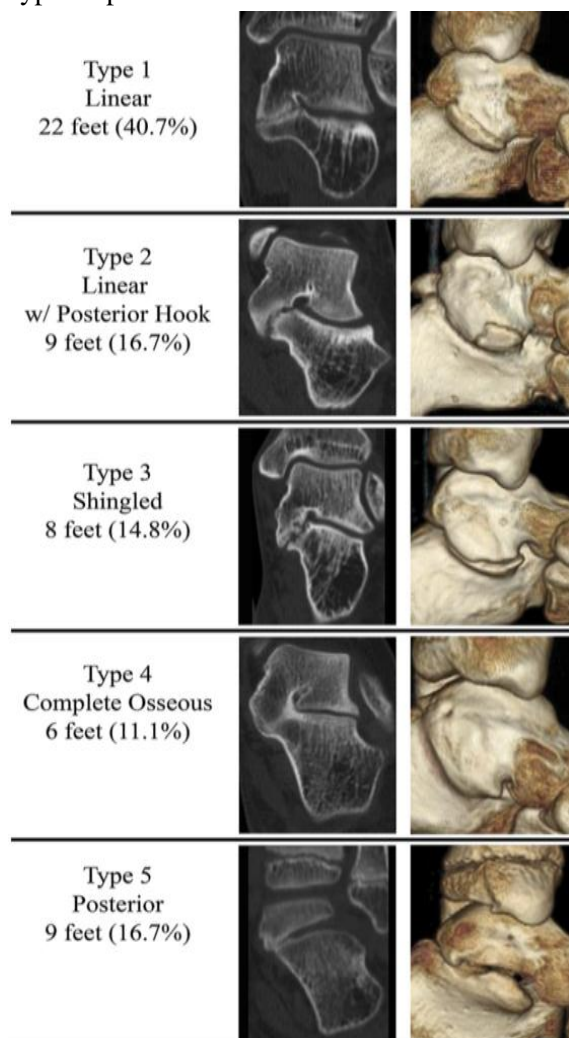 Type 1
Linear
22 feet (40.7%)
Type 2
Linear
w/ Posterior Hook
9 feet (16.7%)
Type 3
Shingled
8 feet (14.8%)
Type 4
Complete Osseous
6 feet (11.1%)
Type 5
Posterior
9 feet (16.7%)